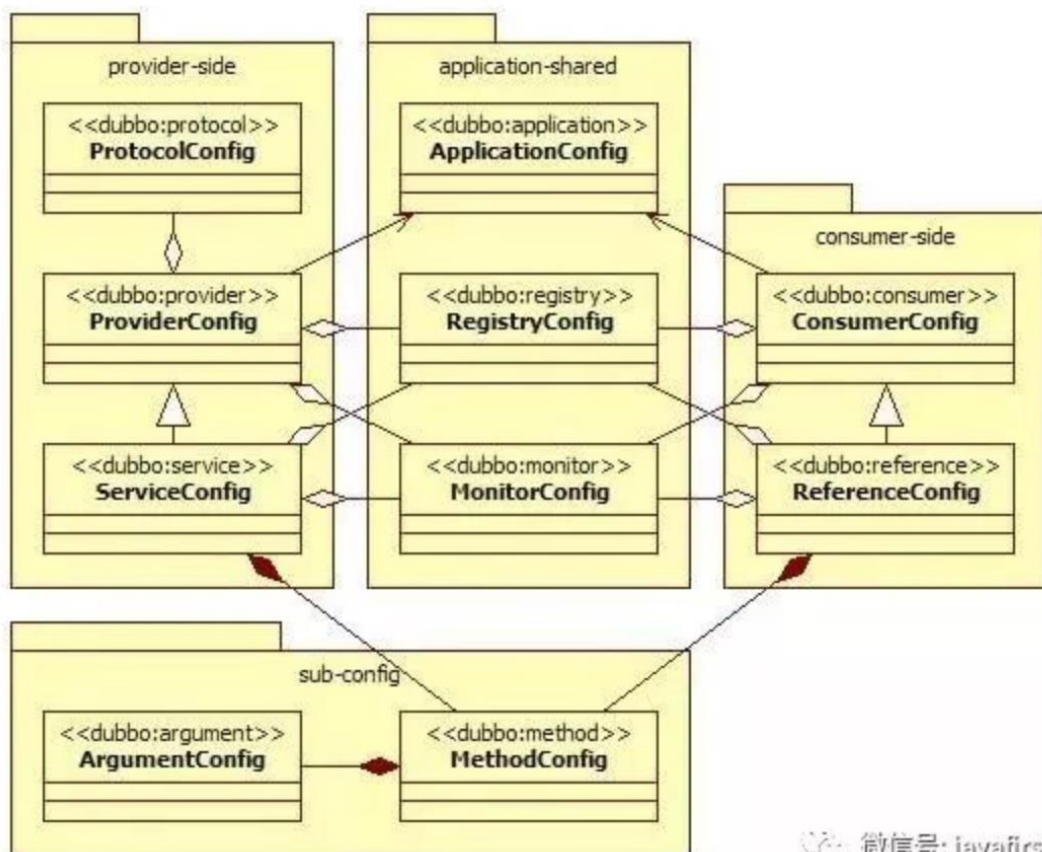 provider-side
<<dubbo:protocol>>
ProtocolConfig
<<dubbo:provider>>
ProviderConfig
<<dubbo:service>>
ServiceConfig
application-shared
<<dubbo:application>>
ApplicationConfig
<<dubbo:registry>>
RegistryConfig
<<dubbo:monitor>>
MonitorConfig
consumer-side
<<dubbo:consumer>>
ConsumerConfig
<<dubbo:reference>>
ReferenceConfig
sub-config
<<dubbo:argument>>
ArgumentConfig
<<dubbo:method>>
MethodConfig
微信号: javafirs